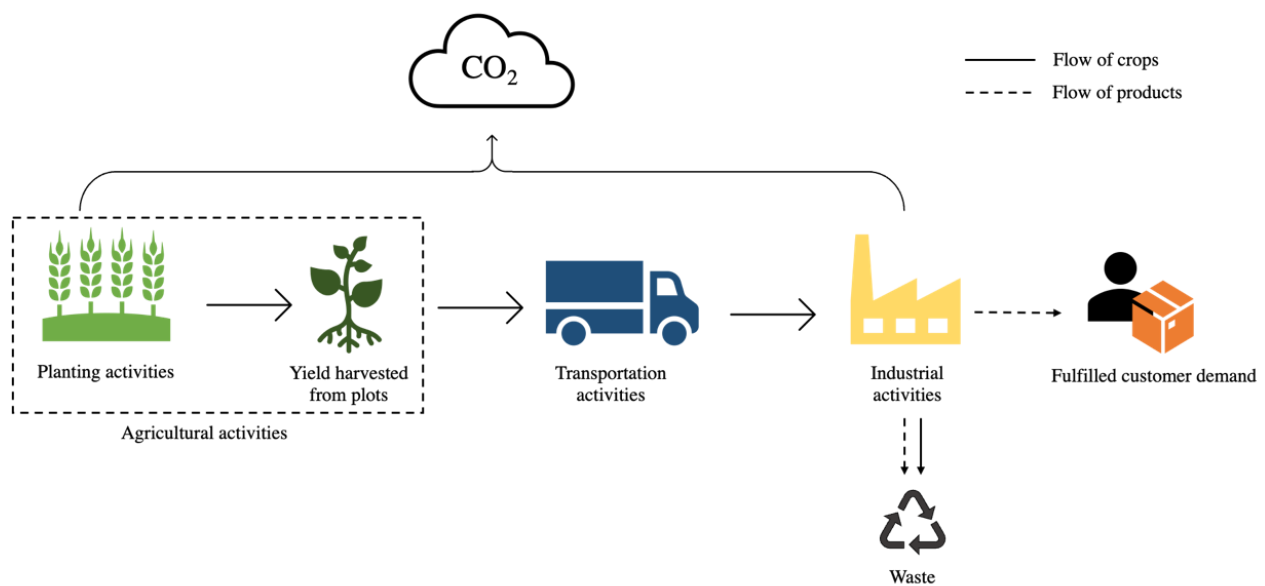 CO₂
Flow of crops
Flow of products
Planting activities
Yield harvested
from plots
Agricultural activities
Transportation
activities
Industrial
activities
Fulfilled customer demand
Waste